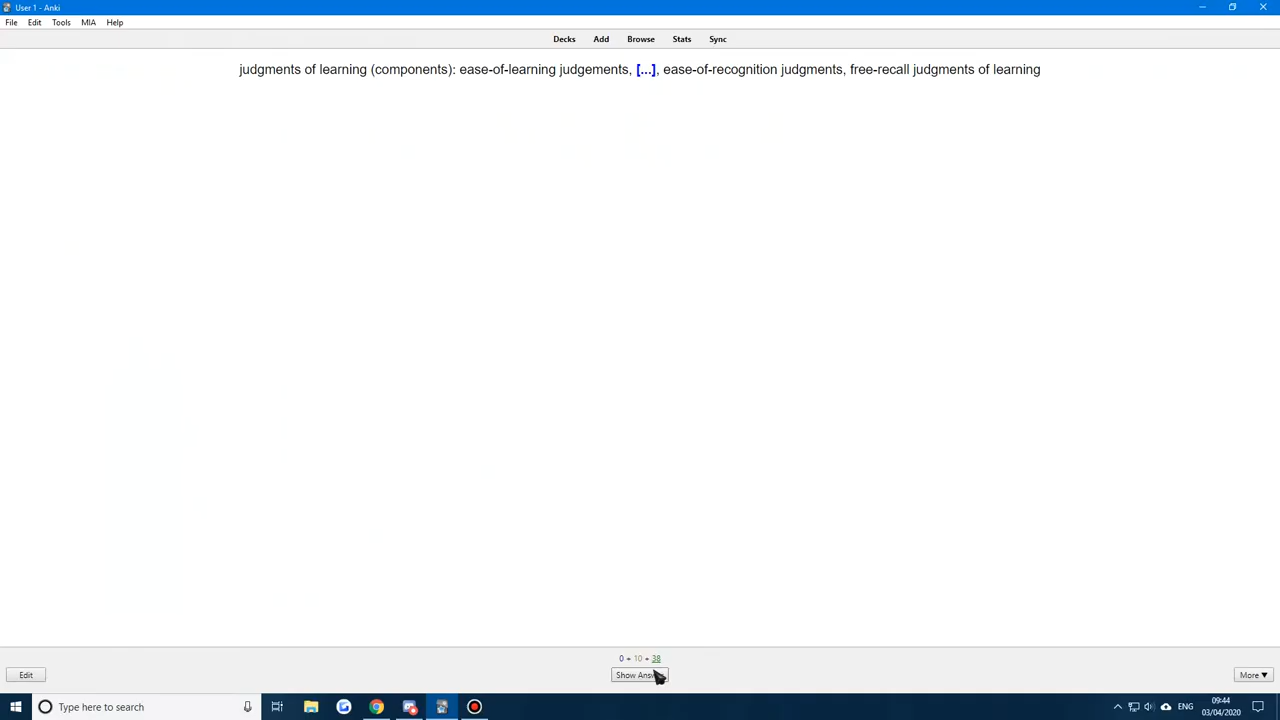 User 1 - Anki
File Edit Tools MIA Help
Decks Add Browse Stats Sync
judgments of learning (components): ease-of-learning judgements, [...], ease-of-recognition judgments, free-recall judgments of learning
0 + 10 + 38
Edit Show More ▼
Type here to search
ENG
09:44
03/04/2020